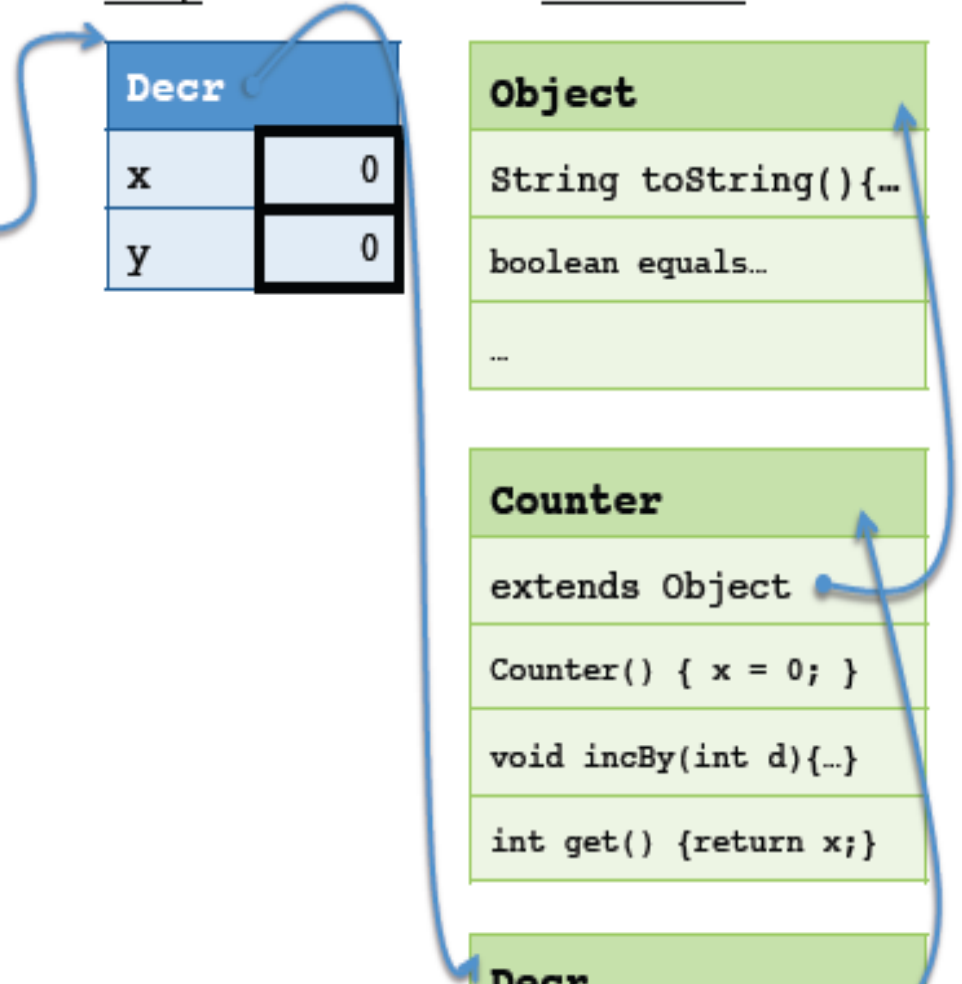 Decr
x 0
y 0
Object
String toString(){…
boolean equals…
…
Counter
extends Object
Counter() { x = 0; }
void incBy(int d){…}
int get() {return x;}
Decr